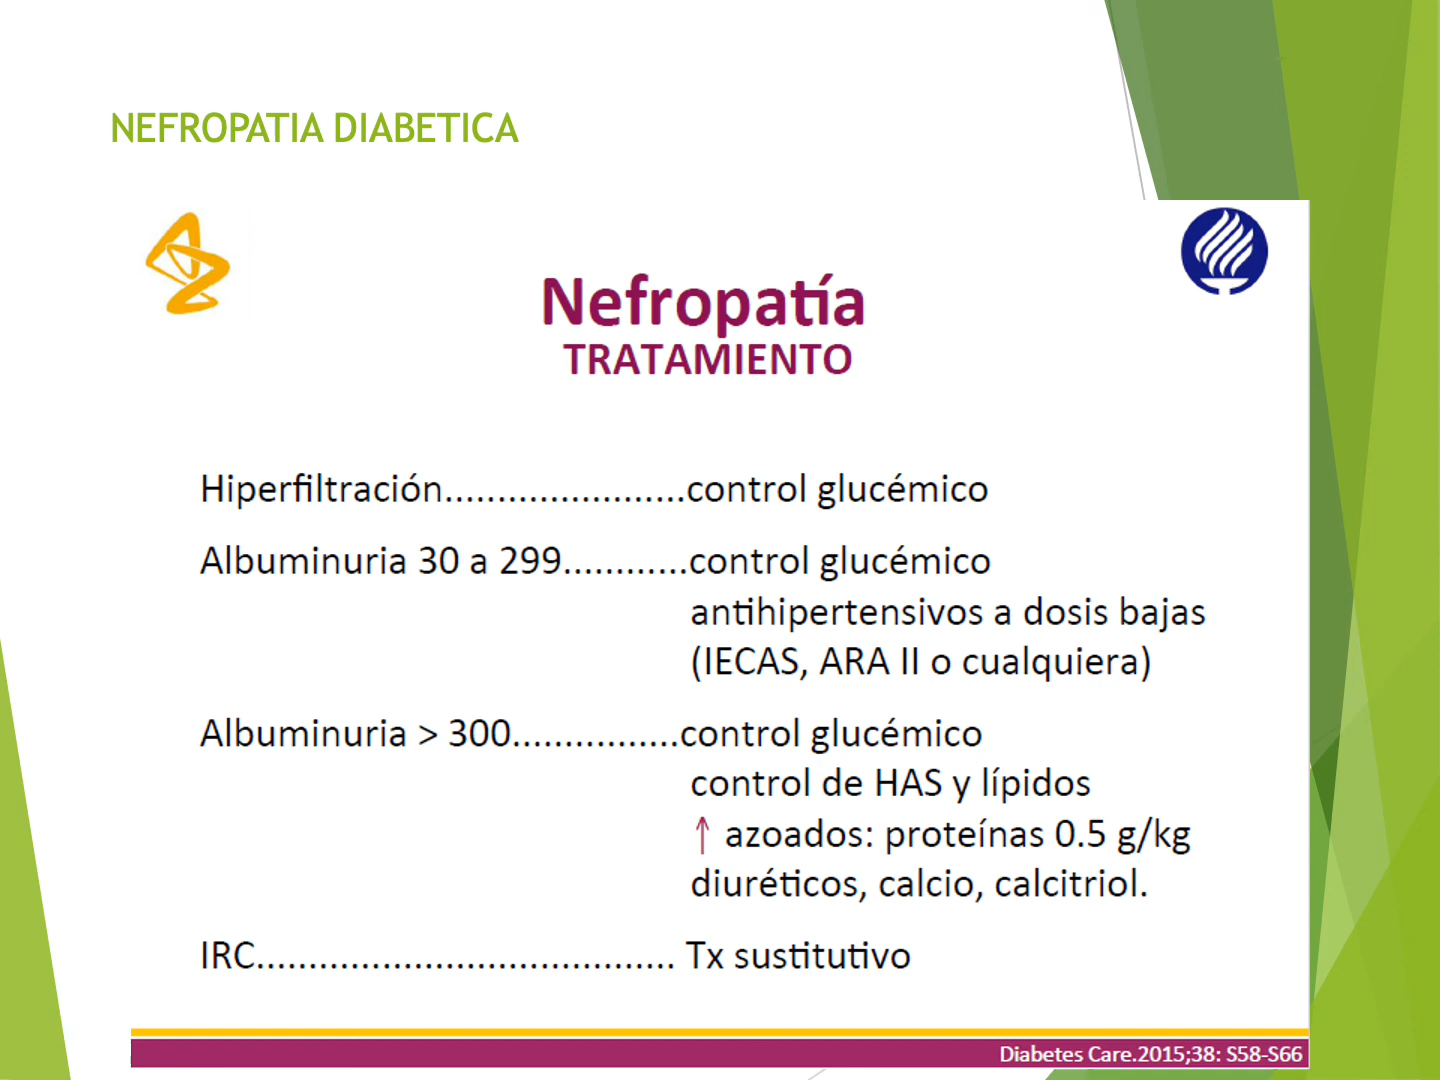 NEFROPATIA DIABETICA
Nefropatía
TRATAMIENTO
Hiperfiltración.......................control glucémico
Albuminuria 30 a 299............control glucémico
antihipertensivos a dosis bajas
(IECAS, ARA II o cualquiera)
Albuminuria > 300................control glucémico
control de HAS y lípidos
↑ azoados: proteínas 0.5 g/kg
diuréticos, calcio, calcitriol.
IRC........................................ Tx sustitutivo
Diabetes Care.2015;38: S58-S66